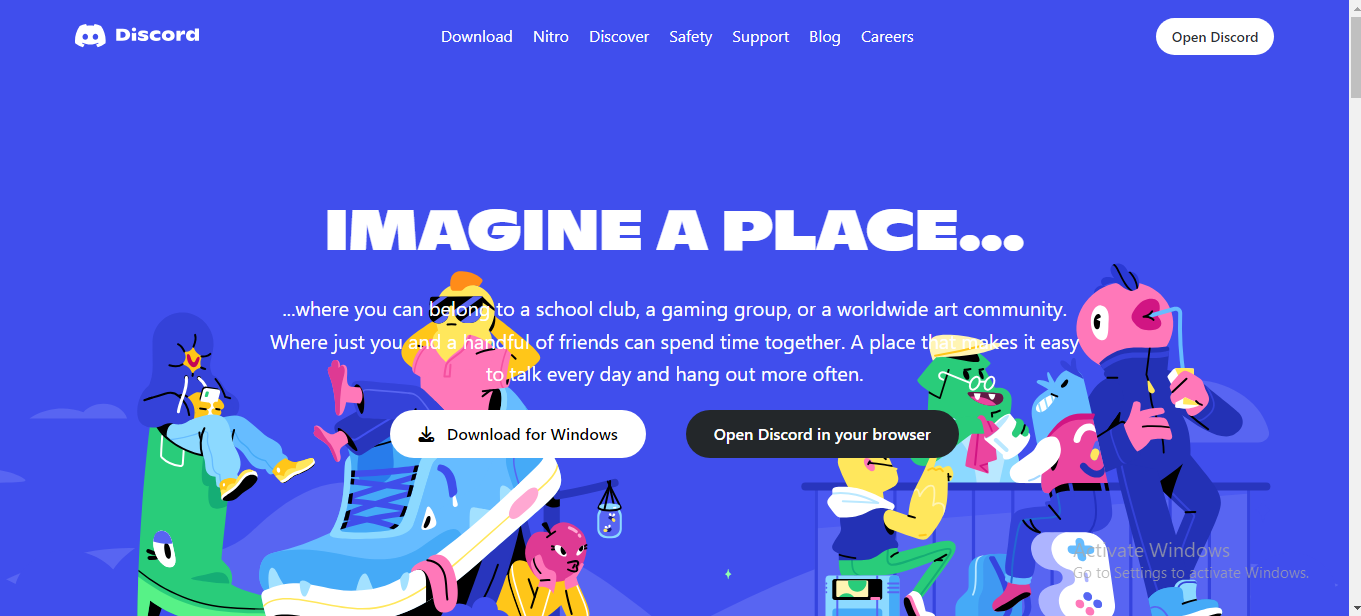 Discord
Download Nitro Discover Safety Support Blog Careers
Open Discord
IMAGINE A PLACE...
...where you can belong to a school club, a gaming group, or a worldwide art community.
Where just you and a handful of friends can spend time together. A place that makes it easy
to talk every day and hang out more often.
Download for Windows
Open Discord in your browser
Activate Windows
Go to Settings to activate Windows.